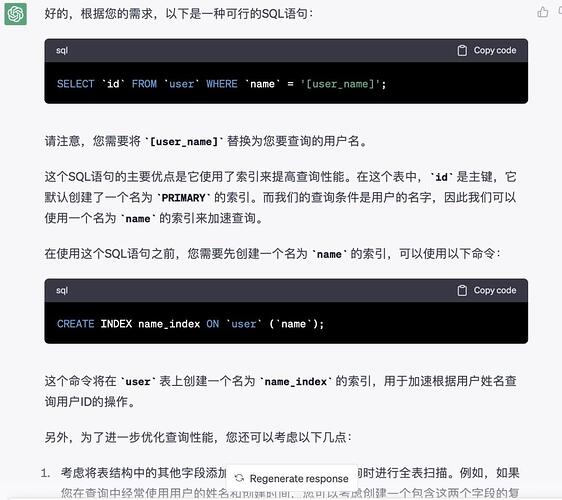 好的，根据您的需求，以下是一种可行的SQL语句：
sql
Copy code
SELECT `id` FROM `user` WHERE `name` = '[user_name]';
请注意，您需要将 `[user_name]` 替换为您要查询的用户名。
这个SQL语句的主要优点是它使用了索引来提高查询性能。在这个表中，`id` 是主键，它
默认创建了一个名为 `PRIMARY` 的索引。而我们的查询条件是用户的名字，因此我们可以
使用一个名为 `name` 的索引来加速查询。
在使用这个SQL语句之前，您需要先创建一个名为 `name` 的索引，可以使用以下命令：
sql
Copy code
CREATE INDEX name_index ON `user` (`name`);
这个命令将在 `user` 表上创建一个名为 `name_index` 的索引，用于加速根据用户姓名查
询用户ID的操作。
另外，为了进一步优化查询性能，您还可以考虑以下几点：
1. 考虑将表结构中的其他字段添加
时进行全表扫描。例如，如果
Regenerate response
您在查询中经常使用用户的姓名和创建时间，您可以考虑创建一个包含这两个字段的复